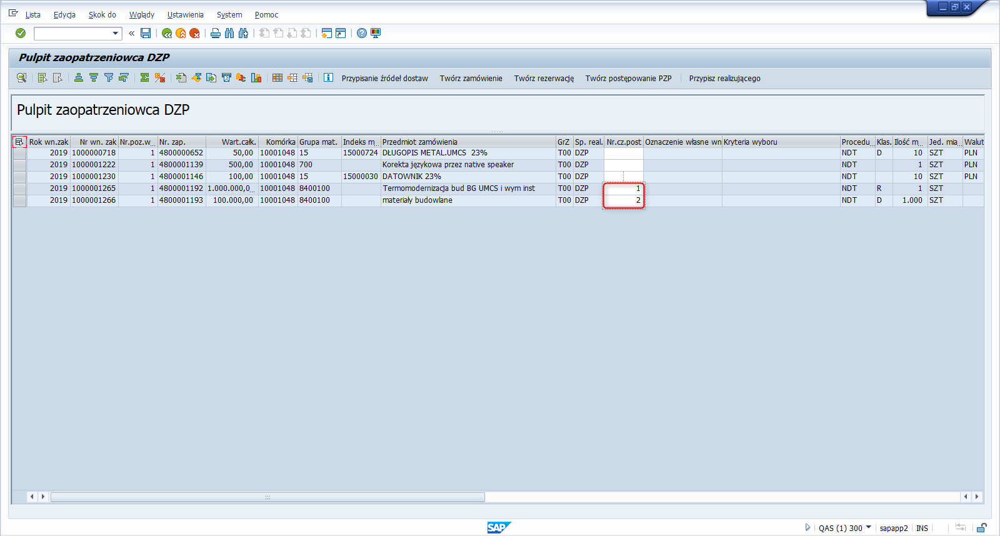 Lista Edycja Skok do Wglądy Ustawienia System Pomoc
Pulpit zaopatrzeniowca DZP
Przypisanie źródeł dostaw Twórz zamówienie Twórz rezerwację Twórz postępowanie PZP Przypisz realizującego
Pulpit zaopatrzeniowca DZP
Rok wn.zak Nr wn. zak Nr.poz.w... Nr. zap. Wart.całk. Komórka Grupa mat. Indeks m... Przedmiot zamówienia GrZ Sp. real. Nr.cz.post Oznaczenie własne wn Kryteria wyboru Procedu... Klas. Ilość m... Jed. mia... Walut
2019 1000000718 1 4800000652 50,00 10001048 15 15000724 DŁUGOPIS METAL.UMCS 23% T00 DZP NDT D 10 SZT PLN
2019 1000001222 1 4800001139 500,00 10001048 700 Korekta językowa przez native speaker T00 DZP NDT 1 SZT PLN
2019 1000001230 1 4800001146 100,00 10001048 15 15000030 DATOWNIK 23% T00 DZP NDT 10 SZT PLN
2019 1000001265 1 4800001192 1.000.000,0... 10001048 8400100 Termomodernizacja bud BG UMCS i wym inst T00 DZP 1 NDT R 1 SZT
2019 1000001266 1 4800001193 100.000,00 10001048 8400100 materiały budowlane T00 DZP 2 NDT D 1.000 SZT
SAP QAS (1) 300 sapapp2 INS